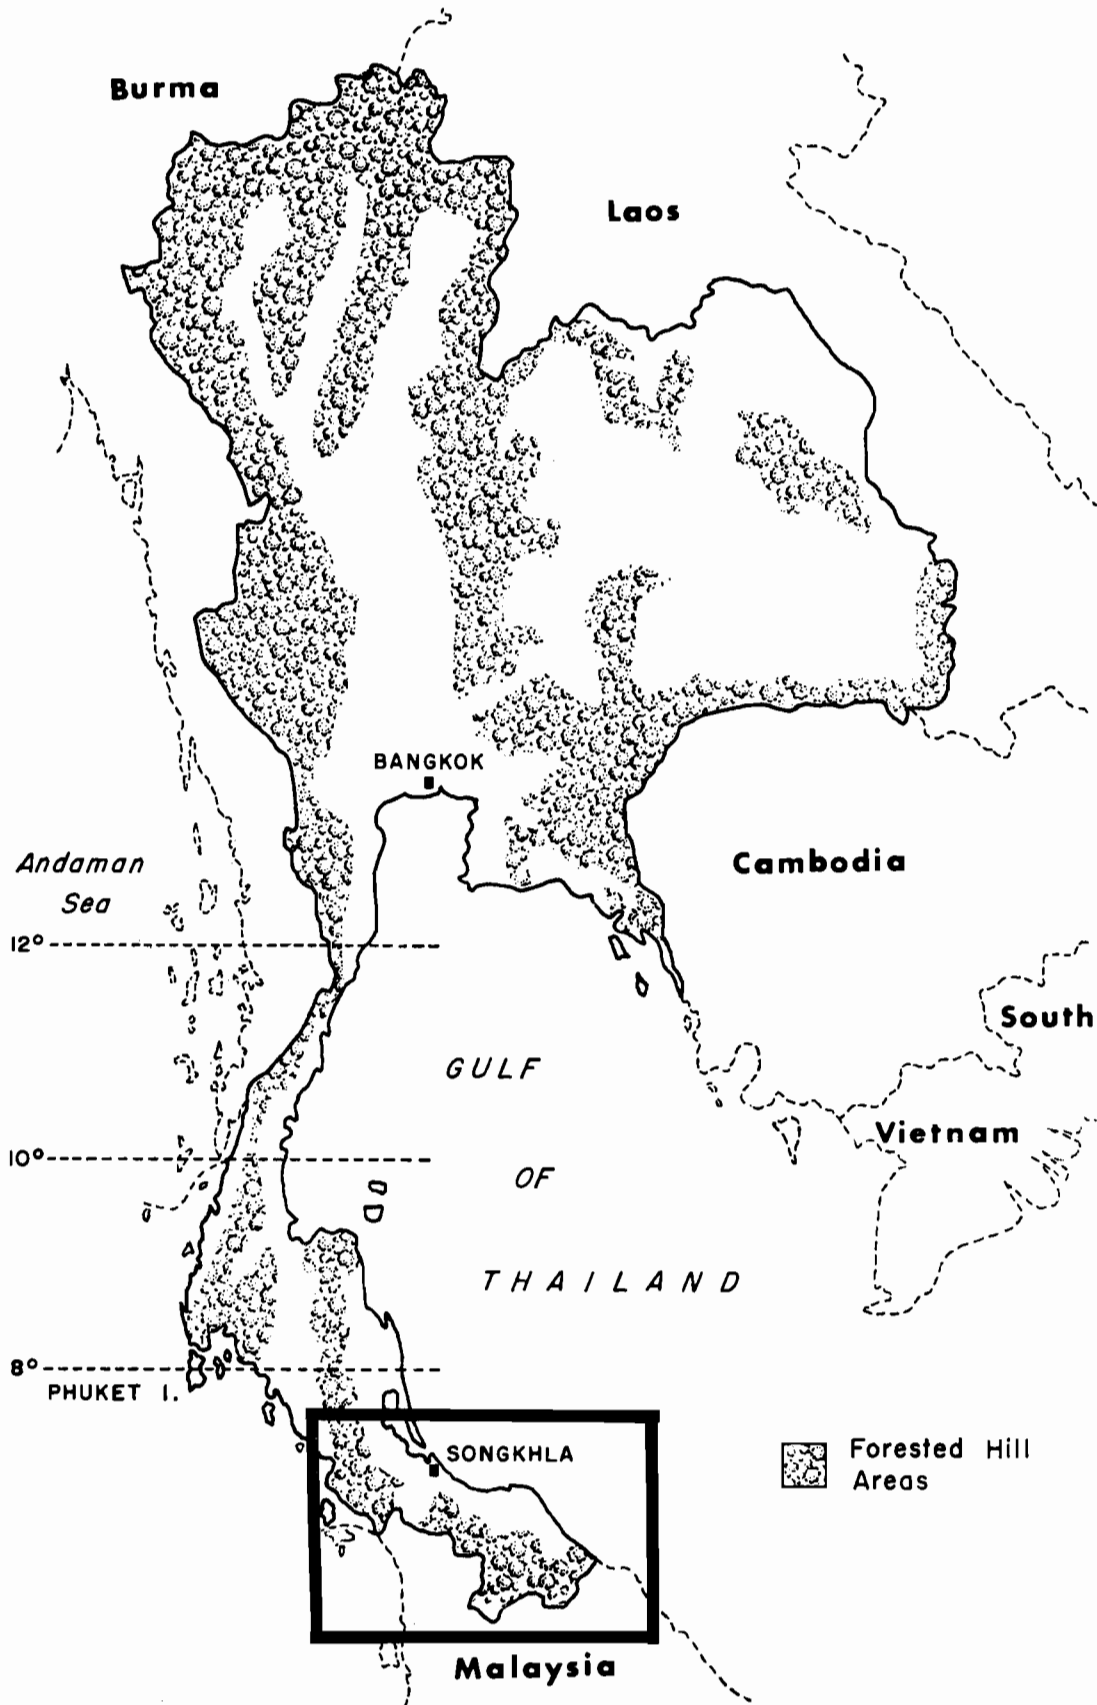 Burma
Laos
BANGKOK
Andaman
Sea
Cambodia
12°
South
GULF
Vietnam
10°
OF
THAILAND
8°
PHUKET I.
SONGKHLA
Forested Hill
Areas
Malaysia